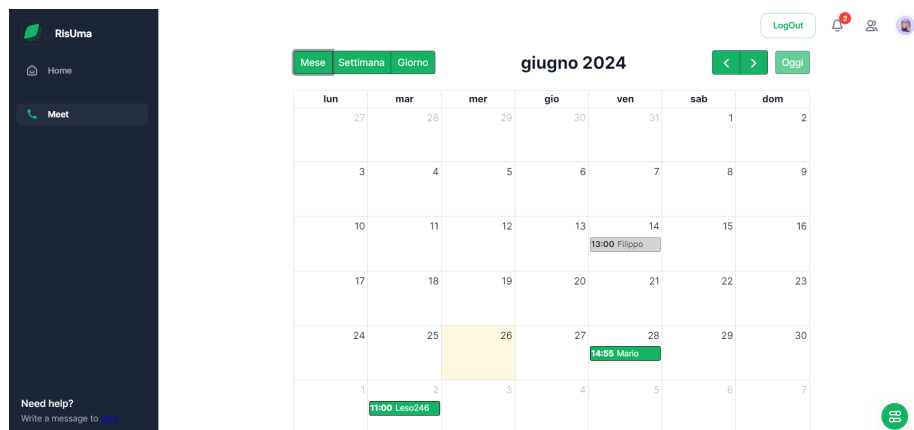 RisUma
LogOut
2
Home
Meet
Mese Settimana Giorno
giugno 2024
Oggi
lun mar mer gio ven sab dom
27 28 29 30 31 1 2
3 4 5 6 7 8 9
10 11 12 13 14 15 16
13:00 Filippo
17 18 19 20 21 22 23
24 25 26 27 28 29 30
14:55 Mario
1 2 3 4 5 6 7
11:00 Leso246
Need help?
Write a message to